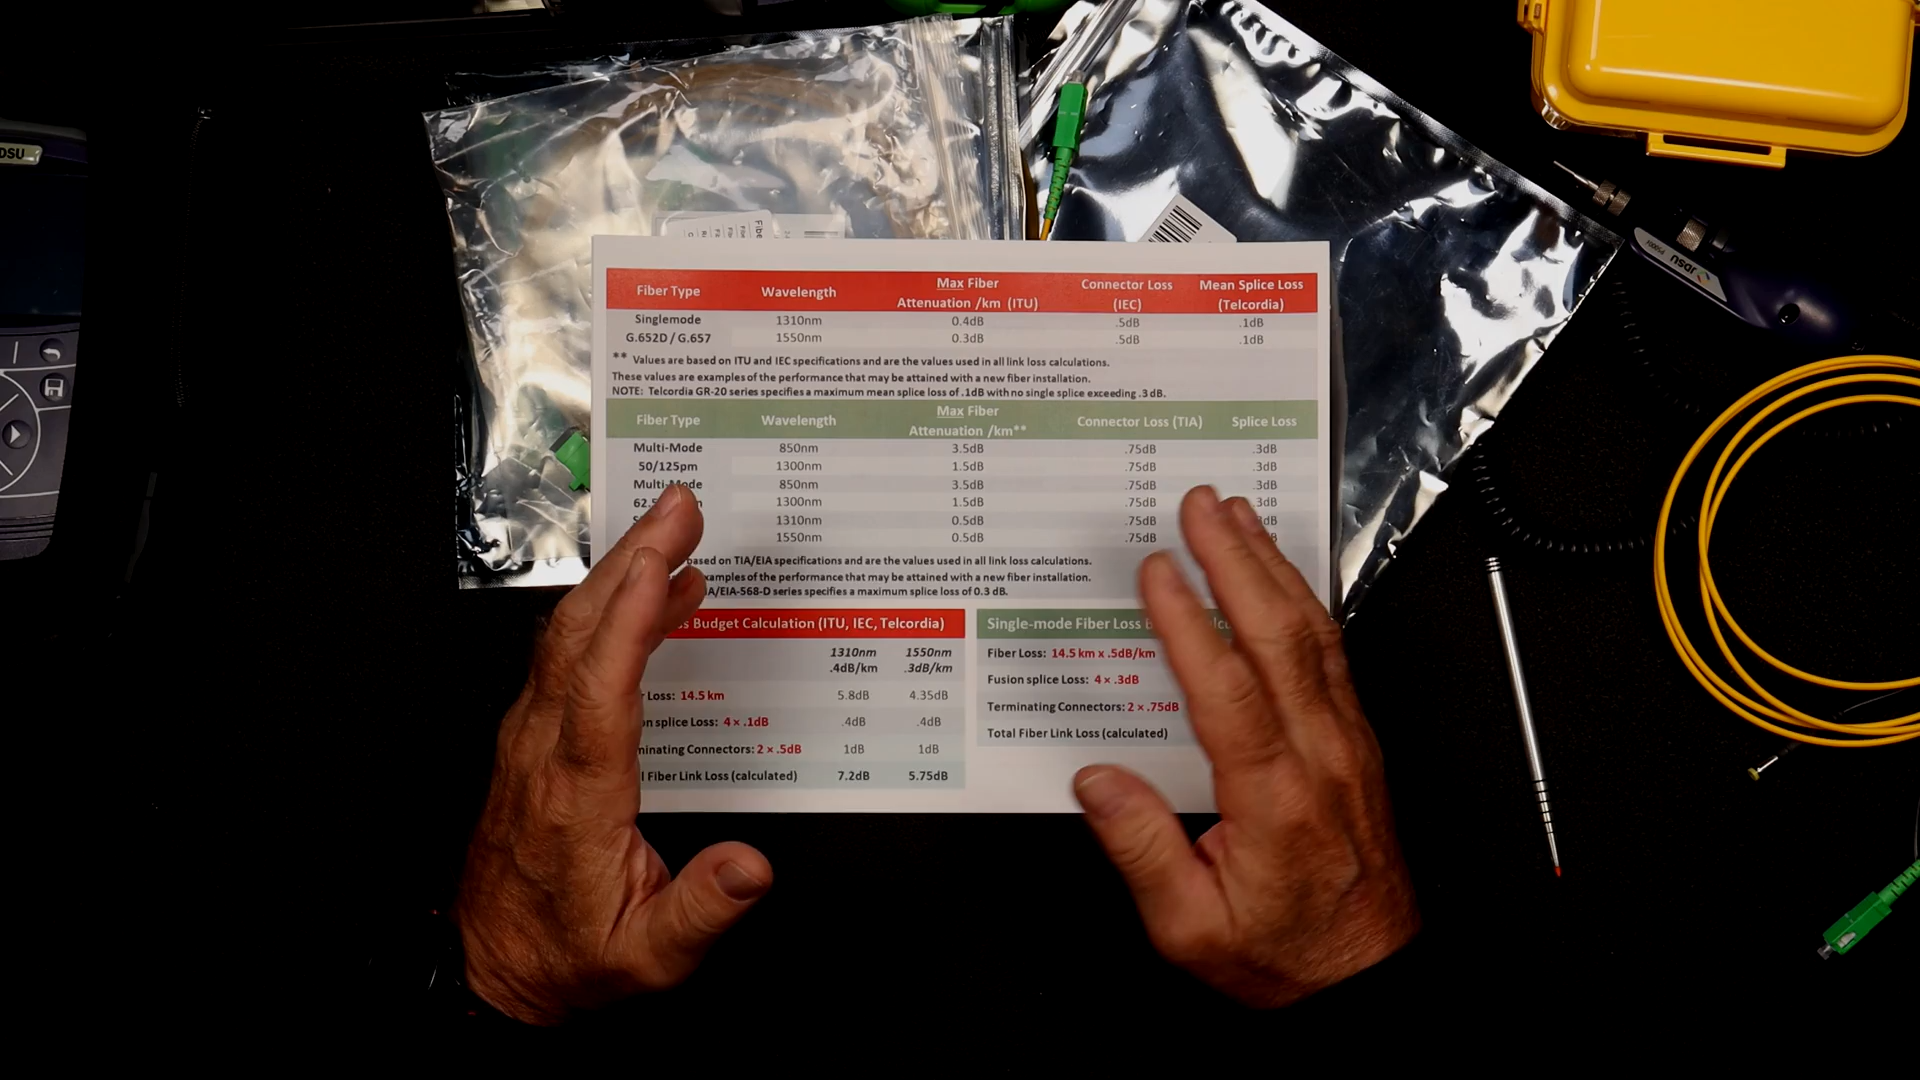 DSU
JDSU
P5000i
Fiber Type Wavelength Max Fiber Attenuation /km (ITU) Connector Loss (IEC) Mean Splice Loss (Telcordia)
Singlemode 1310nm 0.4dB .5dB .1dB
G.652D / G.657 1550nm 0.3dB .5dB .1dB
** Values are based on ITU and IEC specifications and are the values used in all link loss calculations.
These values are examples of the performance that may be attained with a new fiber installation.
NOTE: Telcordia GR-20 series specifies a maximum mean splice loss of .1dB with no single splice exceeding .3 dB.
Fiber Type Wavelength Max Fiber Attenuation /km** Connector Loss (TIA) Splice Loss
Multi-Mode 850nm 3.5dB .75dB .3dB
50/125pm 1300nm 1.5dB .75dB .3dB
Multi-Mode 850nm 3.5dB .75dB .3dB
62. 1300nm 1.5dB .75dB .3dB
1310nm 0.5dB .75dB
1550nm 0.5dB .75dB
based on TIA/EIA specifications and are the values used in all link loss calculations.
examples of the performance that may be attained with a new fiber installation.
IA/EIA-568-D series specifies a maximum splice loss of 0.3 dB.
s Budget Calculation (ITU, IEC, Telcordia)
1310nm 1550nm
.4dB/km .3dB/km
r Loss: 14.5 km 5.8dB 4.35dB
on splice Loss: 4 x .1dB .4dB .4dB
minating Connectors: 2 x .5dB 1dB 1dB
l Fiber Link Loss (calculated) 7.2dB 5.75dB
Single-mode Fiber Loss
Fiber Loss: 14.5 km x .5dB/km
Fusion splice Loss: 4 x .3dB
Terminating Connectors: 2 x .75dB
Total Fiber Link Loss (calculated)